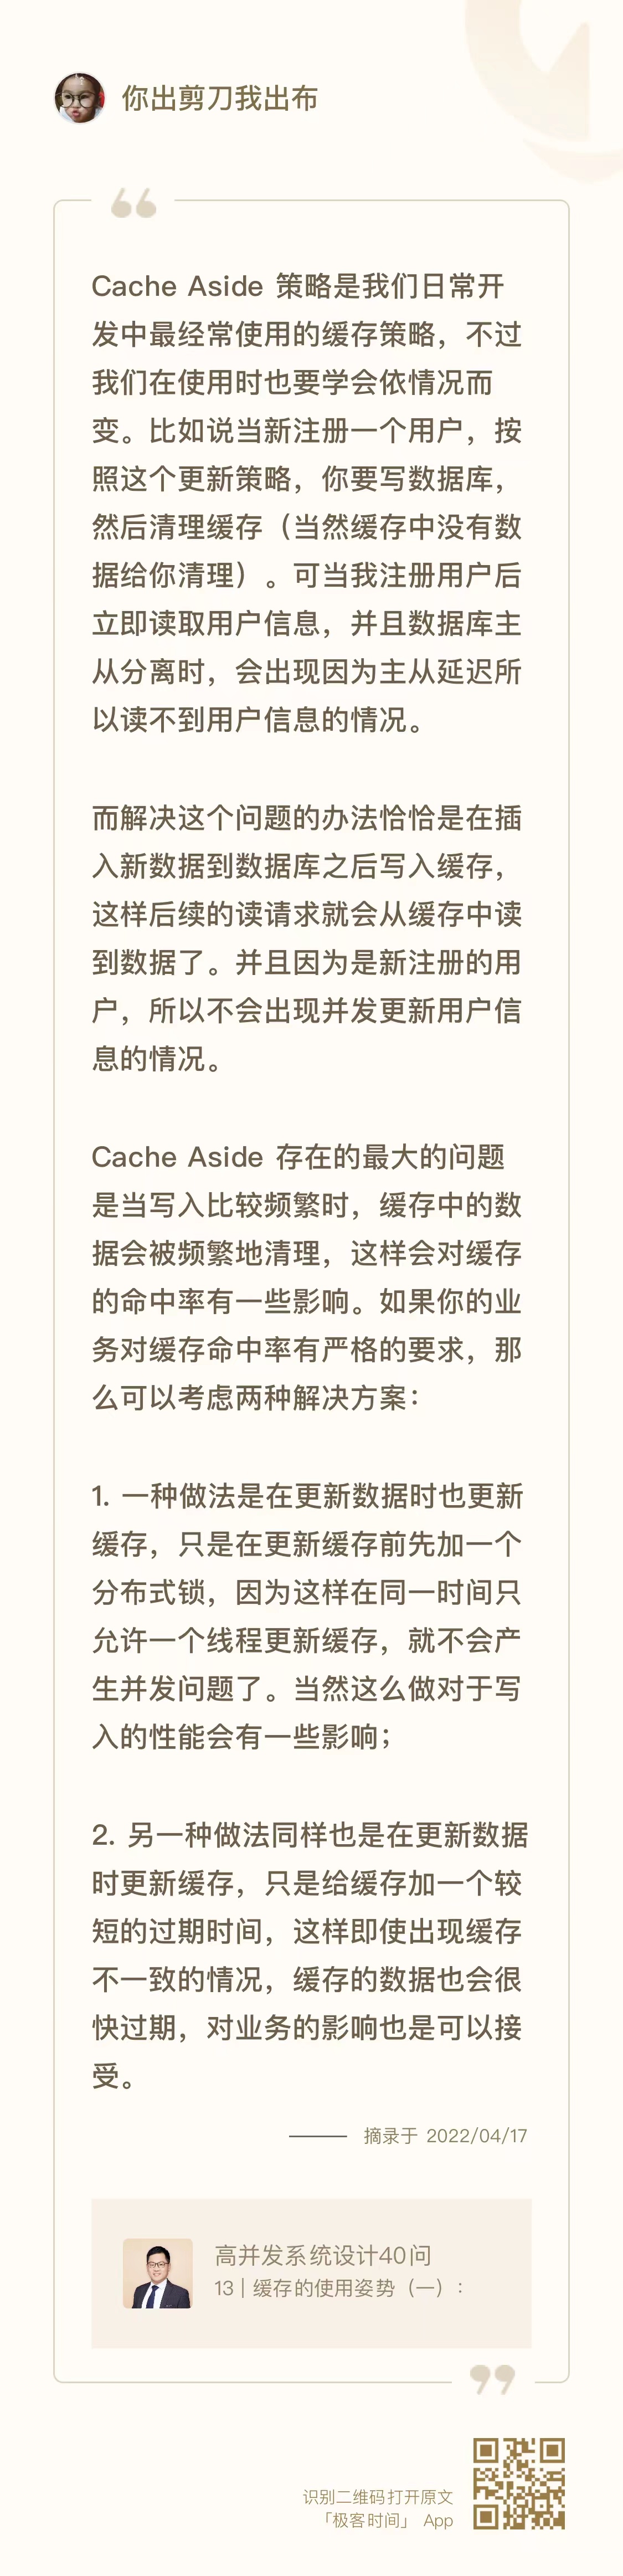 你出剪刀我出布
Cache Aside 策略是我们日常开
发中最经常使用的缓存策略，不过
我们在使用时也要学会依情况而
变。比如说当新注册一个用户，按
照这个更新策略，你要写数据库，
然后清理缓存（当然缓存中没有数
据给你清理）。可当我注册用户后
立即读取用户信息，并且数据库主
从分离时，会出现因为主从延迟所
以读不到用户信息的情况。
而解决这个问题的办法恰恰是在插
入新数据到数据库之后写入缓存，
这样后续的读请求就会从缓存中读
到数据了。并且因为是新注册的用
户，所以不会出现并发更新用户信
息的情况。
Cache Aside 存在的最大的问题
是当写入比较频繁时，缓存中的数
据会被频繁地清理，这样会对缓存
的命中率有一些影响。如果你的业
务对缓存命中率有严格的要求，那
么可以考虑两种解决方案：
1. 一种做法是在更新数据时也更新
缓存，只是在更新缓存前先加一个
分布式锁，因为这样在同一时间只
允许一个线程更新缓存，就不会产
生并发问题了。当然这么做对于写
入的性能会有一些影响；
2. 另一种做法同样也是在更新数据
时更新缓存，只是给缓存加一个较
短的过期时间，这样即使出现缓存
不一致的情况，缓存的数据也会很
快过期，对业务的影响也是可以接
受。
—— 摘录于 2022/04/17
高并发系统设计40问
13 | 缓存的使用姿势（一）：
识别二维码打开原文
「极客时间」 App